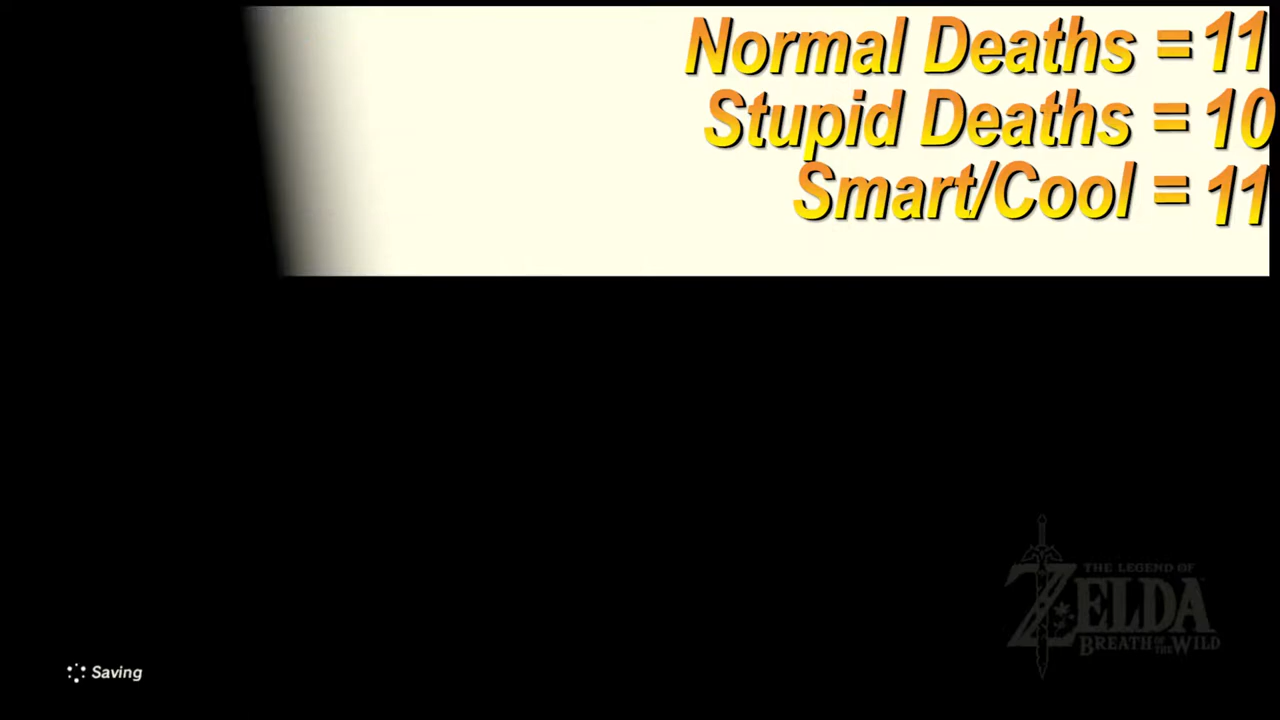 Normal Deaths = 11
Stupid Deaths = 10
Smart/Cool = 11
THE LEGEND OF
ZELDA
BREATH OF THE WILD
Saving